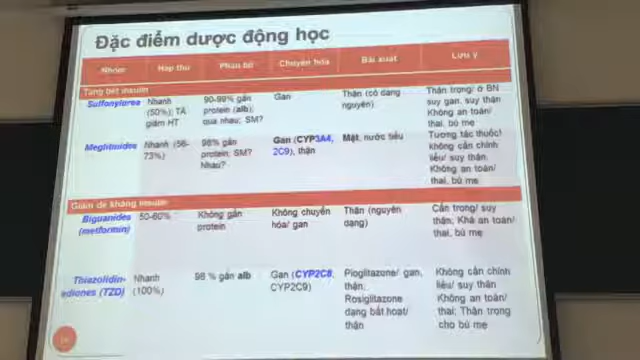 Đặc điểm dược động học
Nhóm Hấp thu Phân bố Chuyển hóa Bài xuất Lưu ý
Tăng tiết insulin
Sulfonylurea
Nhanh
(50%); TĂ
giảm HT
90-99% gắn
protein (alb);
qua nhau; SM?
Gan
Thận (có dạng
nguyên)
Thận trọng/ ở BN
suy gan, suy thận
Không an toàn/
thai, bú mẹ
Meglitinides
Nhanh (56-
73%)
98% gắn
protein; SM?
Nhau?
Gan (CYP3A4,
2C9), thận
Mật, nước tiểu
Tương tác thuốc!
không cần chỉnh
liều/ suy thận
Không an toàn/
thai, bú mẹ
Giảm đề kháng insulin
Biguanides
(metformin)
50-60%
Không gắn
protein
Không chuyển
hóa/ gan
Thận (nguyên
dạng)
Cẩn trọng/ suy
thận; Khá an toàn/
thai, bú mẹ
Thiazolidin-
ediones (TZD)
Nhanh
(100%)
98 % gắn alb
Gan (CYP2C8,
CYP2C9)
Pioglitazone/ gan,
thận;
Rosiglitazone
dạng bất hoạt/
thận
Không cần chỉnh
liều/ suy thận
Không an toàn/
thai; Thận trọng
cho bú mẹ